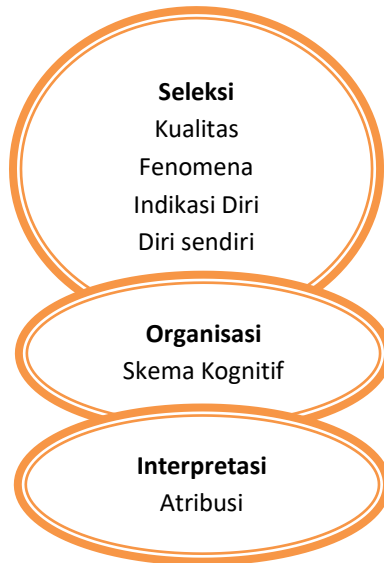 Seleksi
Kualitas
Fenomena
Indikasi Diri
Diri sendiri
Organisasi
Skema Kognitif
Interpretasi
Atribusi